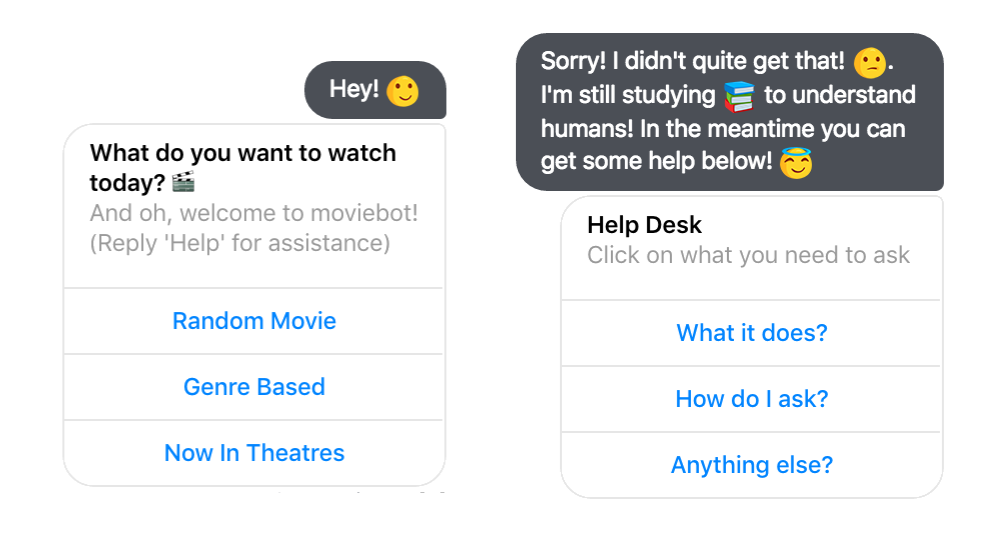 Hey! 🙂
What do you want to watch
today? 🎬
And oh, welcome to moviebot!
(Reply 'Help' for assistance)
Random Movie
Genre Based
Now In Theatres
Sorry! I didn't quite get that! 😕.
I'm still studying 📚 to understand
humans! In the meantime you can
get some help below! 😇
Help Desk
Click on what you need to ask
What it does?
How do I ask?
Anything else?